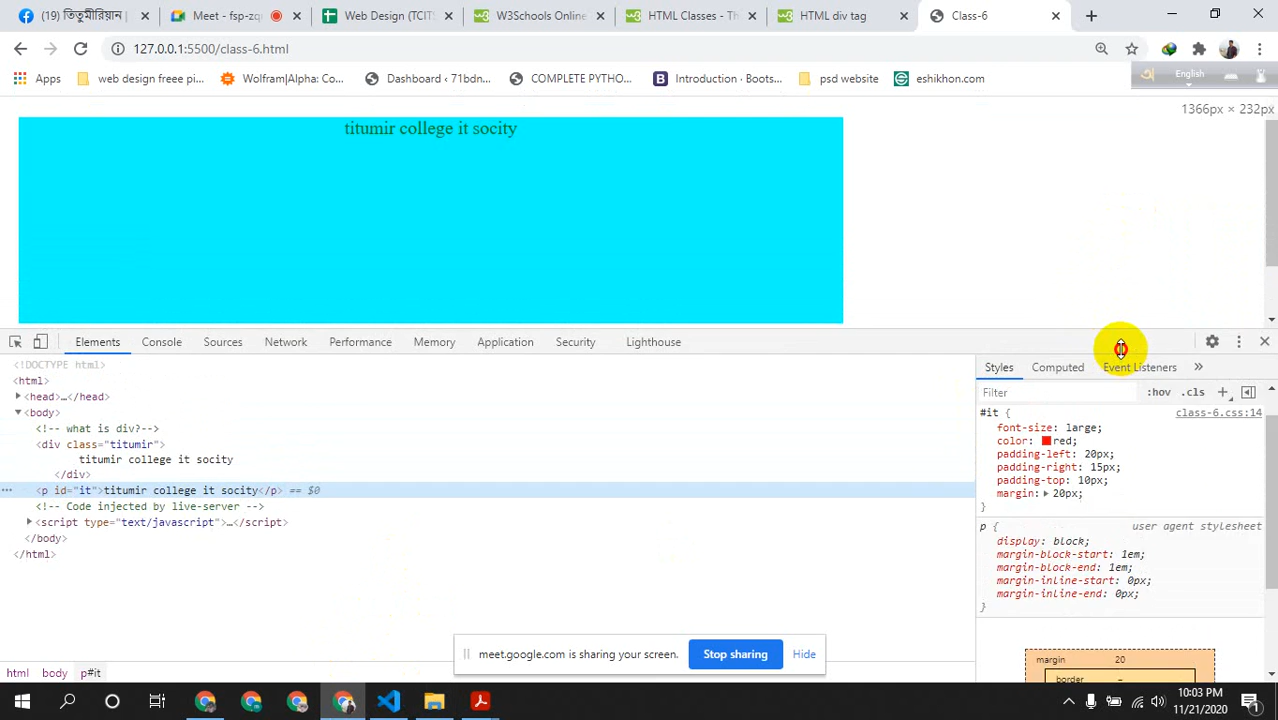 (19) তিতুমীরিয়ান
Meet - fsp-zq
Web Design (TCITS
W3Schools Online
HTML Classes - Th
HTML div tag
Class-6
127.0.0.1:5500/class-6.html
Apps
web design freee pi...
Wolfram|Alpha: Co...
Dashboard ‹ 71bdn...
COMPLETE PYTHO...
Introduction · Boots...
psd website
eshikhon.com
English
1366px × 232px
titumir college it socity
Elements
Console
Sources
Network
Performance
Memory
Application
Security
Lighthouse
<!DOCTYPE html>
<html>
<head>…</head>
<body>
<!-- what is div?-->
<div class="titumir">
titumir college it socity
</div>
<p id="it">titumir college it socity</p> == $0
<!-- Code injected by live-server -->
<script type="text/javascript">…</script>
</body>
</html>
html
body
p#it
Styles
Computed
Event Listeners
»
Filter
:hov
.cls
#it {
class-6.css:14
font-size: large;
color: red;
padding-left: 20px;
padding-right: 15px;
padding-top: 10px;
margin: 20px;
}
p {
user agent stylesheet
display: block;
margin-block-start: 1em;
margin-block-end: 1em;
margin-inline-start: 0px;
margin-inline-end: 0px;
}
margin
20
border
–
meet.google.com is sharing your screen.
Stop sharing
Hide
10:03 PM
11/21/2020